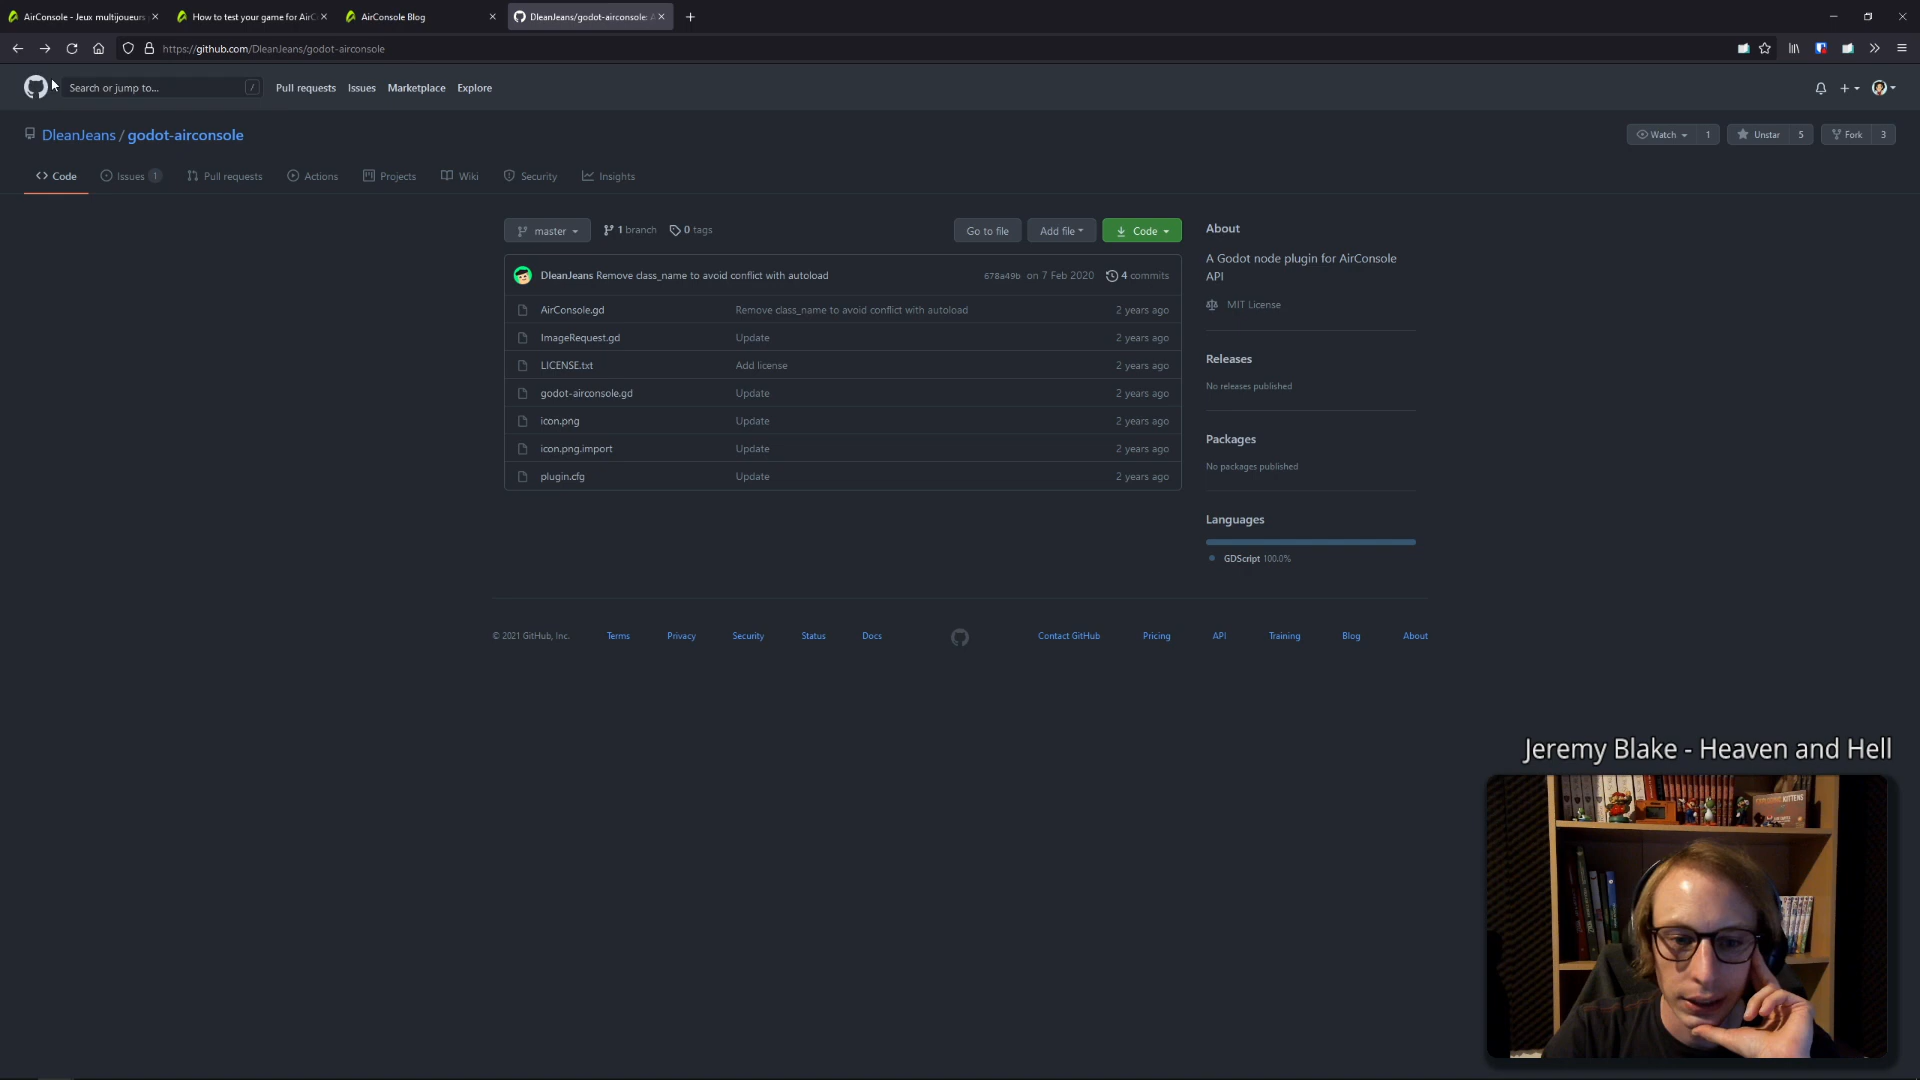 AirConsole - Jeux multijoueurs
How to test your game for AirC
AirConsole Blog
DleanJeans/godot-airconsole: A
https://github.com/DleanJeans/godot-airconsole
Search or jump to...
/
Pull requests
Issues
Marketplace
Explore
DleanJeans / godot-airconsole
Watch 1
Unstar 5
Fork 3
Code
Issues 1
Pull requests
Actions
Projects
Wiki
Security
Insights
master
1 branch
0 tags
Go to file
Add file
Code
DleanJeans Remove class_name to avoid conflict with autoload 678a49b on 7 Feb 2020 4 commits
AirConsole.gd Remove class_name to avoid conflict with autoload 2 years ago
ImageRequest.gd Update 2 years ago
LICENSE.txt Add license 2 years ago
godot-airconsole.gd Update 2 years ago
icon.png Update 2 years ago
icon.png.import Update 2 years ago
plugin.cfg Update 2 years ago
About
A Godot node plugin for AirConsole
API
MIT License
Releases
No releases published
Packages
No packages published
Languages
GDScript 100.0%
© 2021 GitHub, Inc. Terms Privacy Security Status Docs Contact GitHub Pricing API Training Blog About
Jeremy Blake - Heaven and Hell
EXPLODING
KITTENS